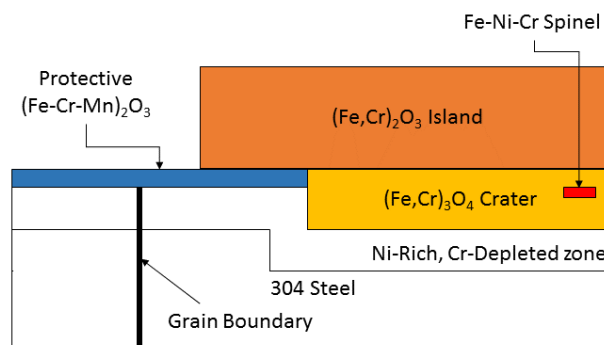 Fe-Ni-Cr Spinel
Protective
(Fe-Cr-Mn)₂O₃
(Fe,Cr)₂O₃ Island
(Fe,Cr)₃O₄ Crater
Ni-Rich, Cr-Depleted zone
304 Steel
Grain Boundary